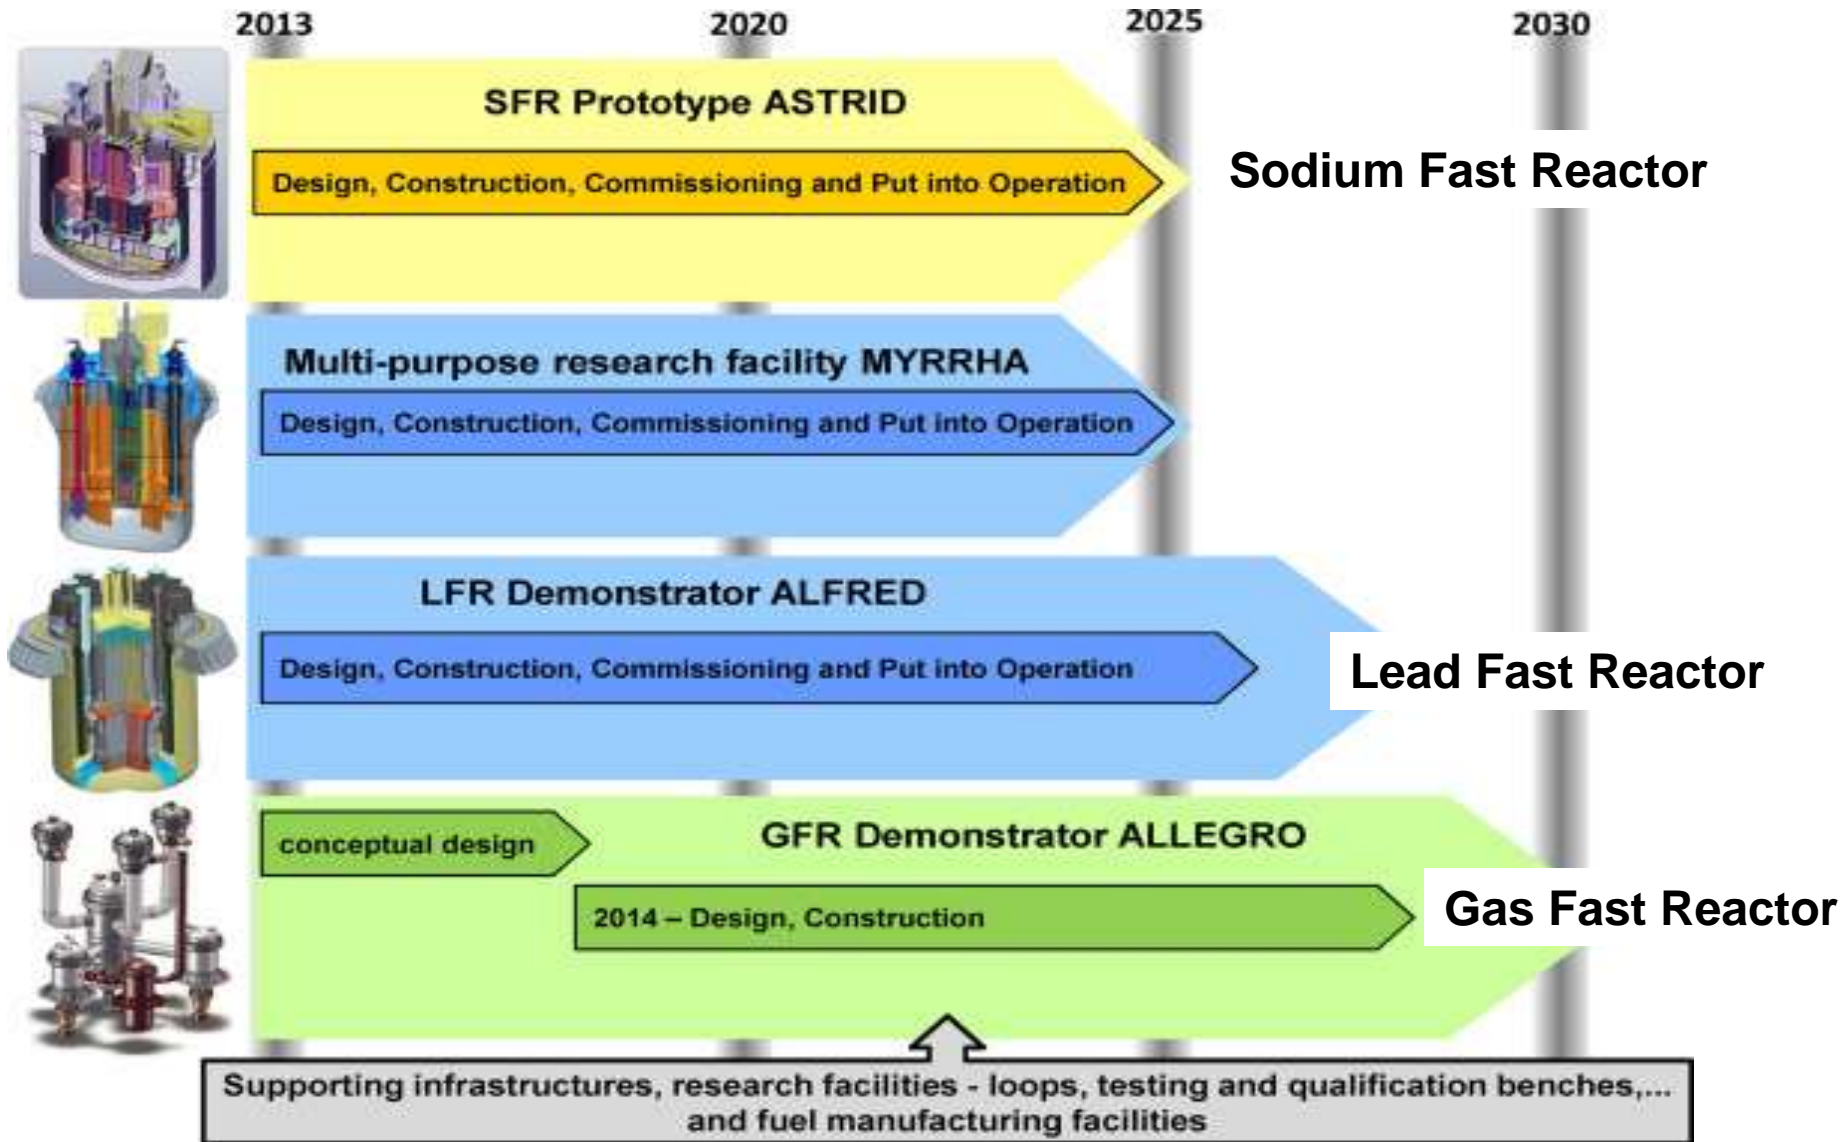 2013 2020 2025 2030
SFR Prototype ASTRID
Design, Construction, Commissioning and Put into Operation
Sodium Fast Reactor
Multi-purpose research facility MYRRHA
Design, Construction, Commissioning and Put into Operation
LFR Demonstrator ALFRED
Design, Construction, Commissioning and Put into Operation
Lead Fast Reactor
conceptual design
GFR Demonstrator ALLEGRO
2014 – Design, Construction
Gas Fast Reactor
Supporting infrastructures, research facilities - loops, testing and qualification benches,...
and fuel manufacturing facilities